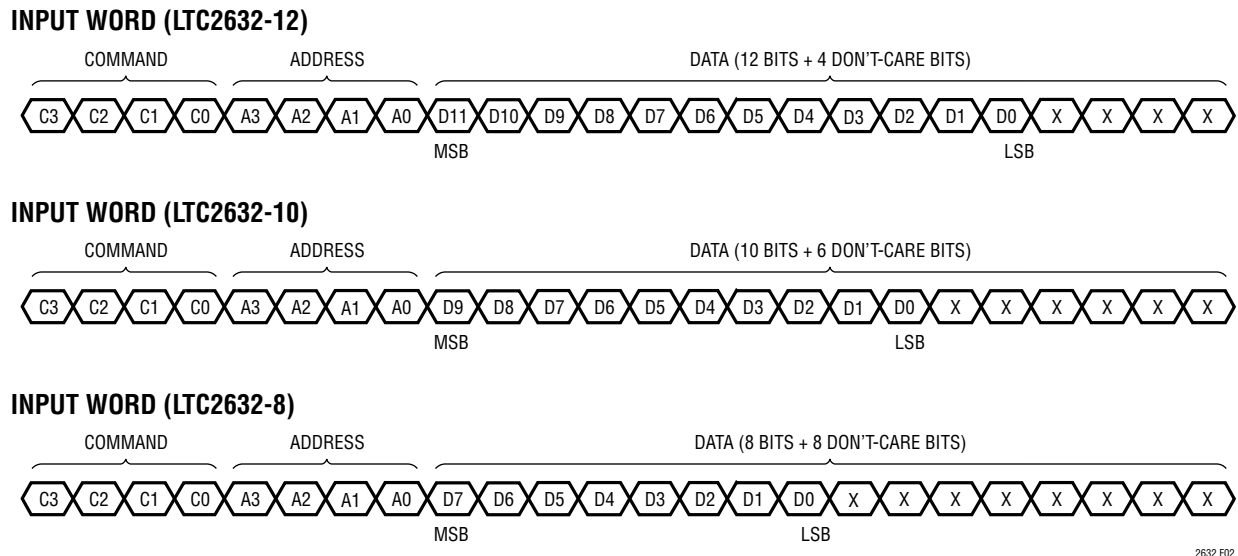 INPUT WORD (LTC2632-12)
COMMAND ADDRESS DATA (12 BITS + 4 DON'T-CARE BITS)
C3 C2 C1 C0 A3 A2 A1 A0 D11 D10 D9 D8 D7 D6 D5 D4 D3 D2 D1 D0 X X X X
MSB LSB
INPUT WORD (LTC2632-10)
COMMAND ADDRESS DATA (10 BITS + 6 DON'T-CARE BITS)
C3 C2 C1 C0 A3 A2 A1 A0 D9 D8 D7 D6 D5 D4 D3 D2 D1 D0 X X X X X X
MSB LSB
INPUT WORD (LTC2632-8)
COMMAND ADDRESS DATA (8 BITS + 8 DON'T-CARE BITS)
C3 C2 C1 C0 A3 A2 A1 A0 D7 D6 D5 D4 D3 D2 D1 D0 X X X X X X X X
MSB LSB
2632 F02